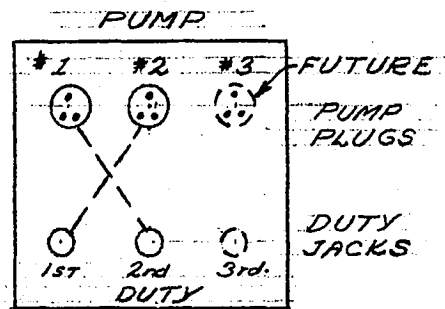 PUMP
#1 #2 #3 FUTURE
PUMP
PLUGS
DUTY
JACKS
1ST. 2nd 3rd.
DUTY